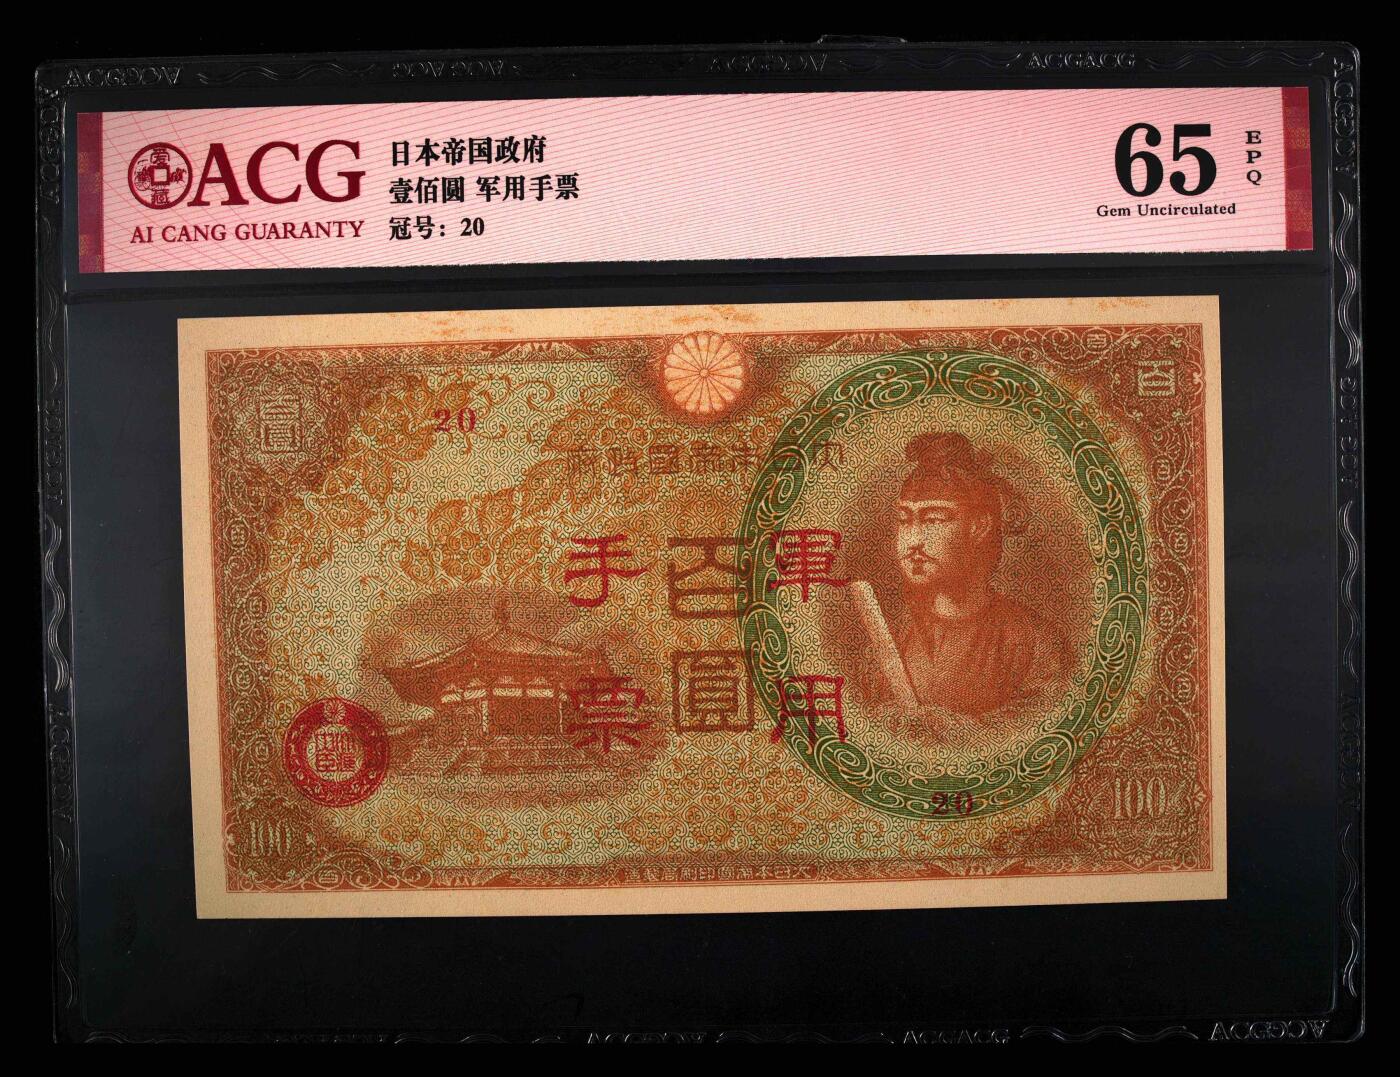 ACG
AI CANG GUARANTY
日本帝国政府
壹佰圆 军用手票
冠号：20
65
EPQ
Gem Uncirculated
20
軍用
手票
百圓
20
100
100